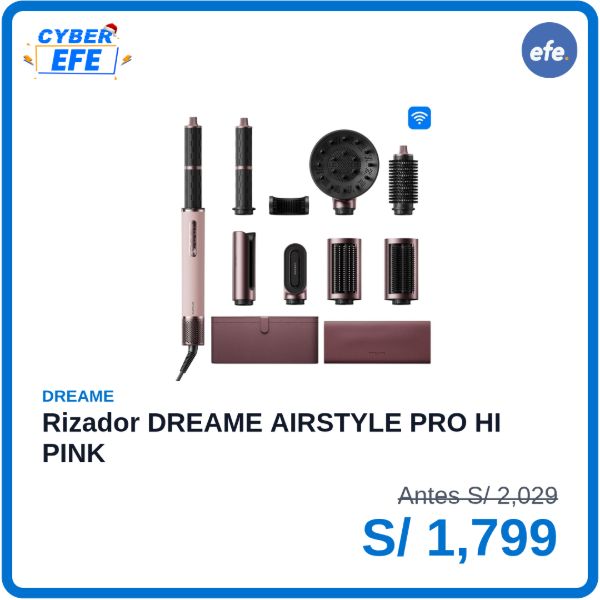 CYBER
EFE
efe.
DREAME
Rizador DREAME AIRSTYLE PRO HI
PINK
Antes S/ 2,029
S/ 1,799